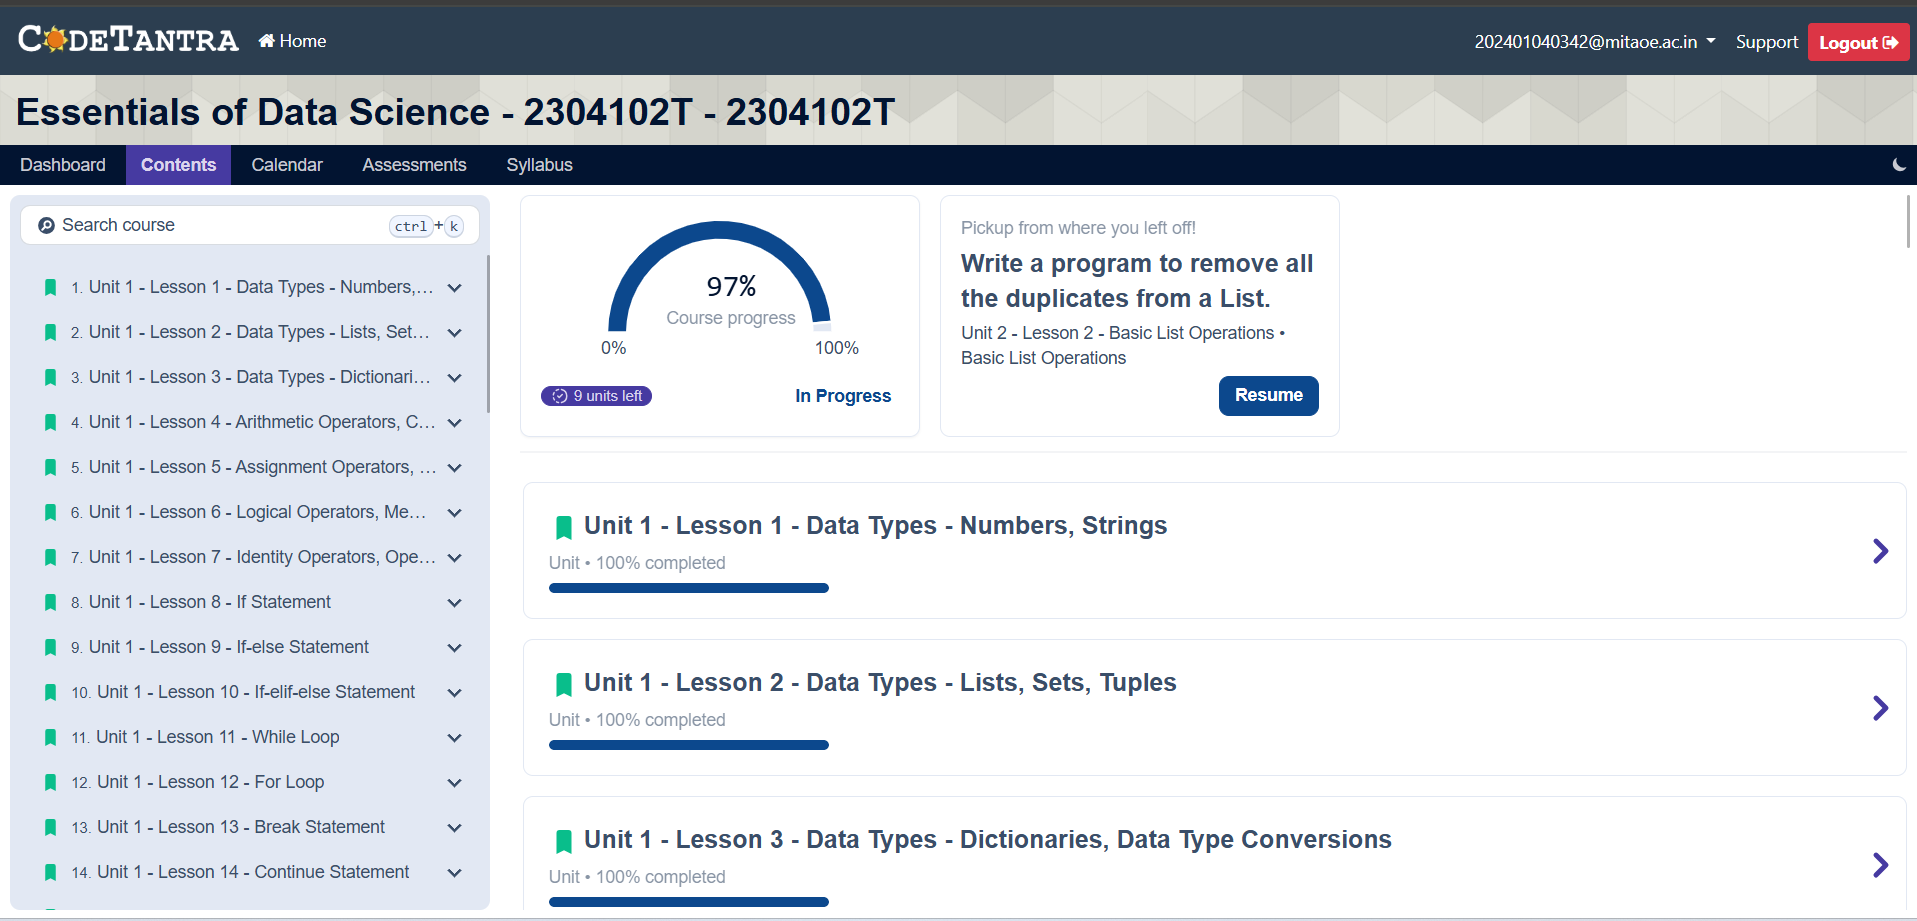 CODETANTRA Home 202401040342@mitaoe.ac.in Support Logout
Essentials of Data Science - 2304102T - 2304102T
Dashboard Contents Calendar Assessments Syllabus
Search course ctrl+k
1. Unit 1 - Lesson 1 - Data Types - Numbers,...
2. Unit 1 - Lesson 2 - Data Types - Lists, Set...
3. Unit 1 - Lesson 3 - Data Types - Dictionari...
4. Unit 1 - Lesson 4 - Arithmetic Operators, C...
5. Unit 1 - Lesson 5 - Assignment Operators, ...
6. Unit 1 - Lesson 6 - Logical Operators, Me...
7. Unit 1 - Lesson 7 - Identity Operators, Ope...
8. Unit 1 - Lesson 8 - If Statement
9. Unit 1 - Lesson 9 - If-else Statement
10. Unit 1 - Lesson 10 - If-elif-else Statement
11. Unit 1 - Lesson 11 - While Loop
12. Unit 1 - Lesson 12 - For Loop
13. Unit 1 - Lesson 13 - Break Statement
14. Unit 1 - Lesson 14 - Continue Statement
97%
Course progress
0% 100%
9 units left In Progress
Pickup from where you left off!
Write a program to remove all
the duplicates from a List.
Unit 2 - Lesson 2 - Basic List Operations •
Basic List Operations
Resume
Unit 1 - Lesson 1 - Data Types - Numbers, Strings
Unit • 100% completed
Unit 1 - Lesson 2 - Data Types - Lists, Sets, Tuples
Unit • 100% completed
Unit 1 - Lesson 3 - Data Types - Dictionaries, Data Type Conversions
Unit • 100% completed